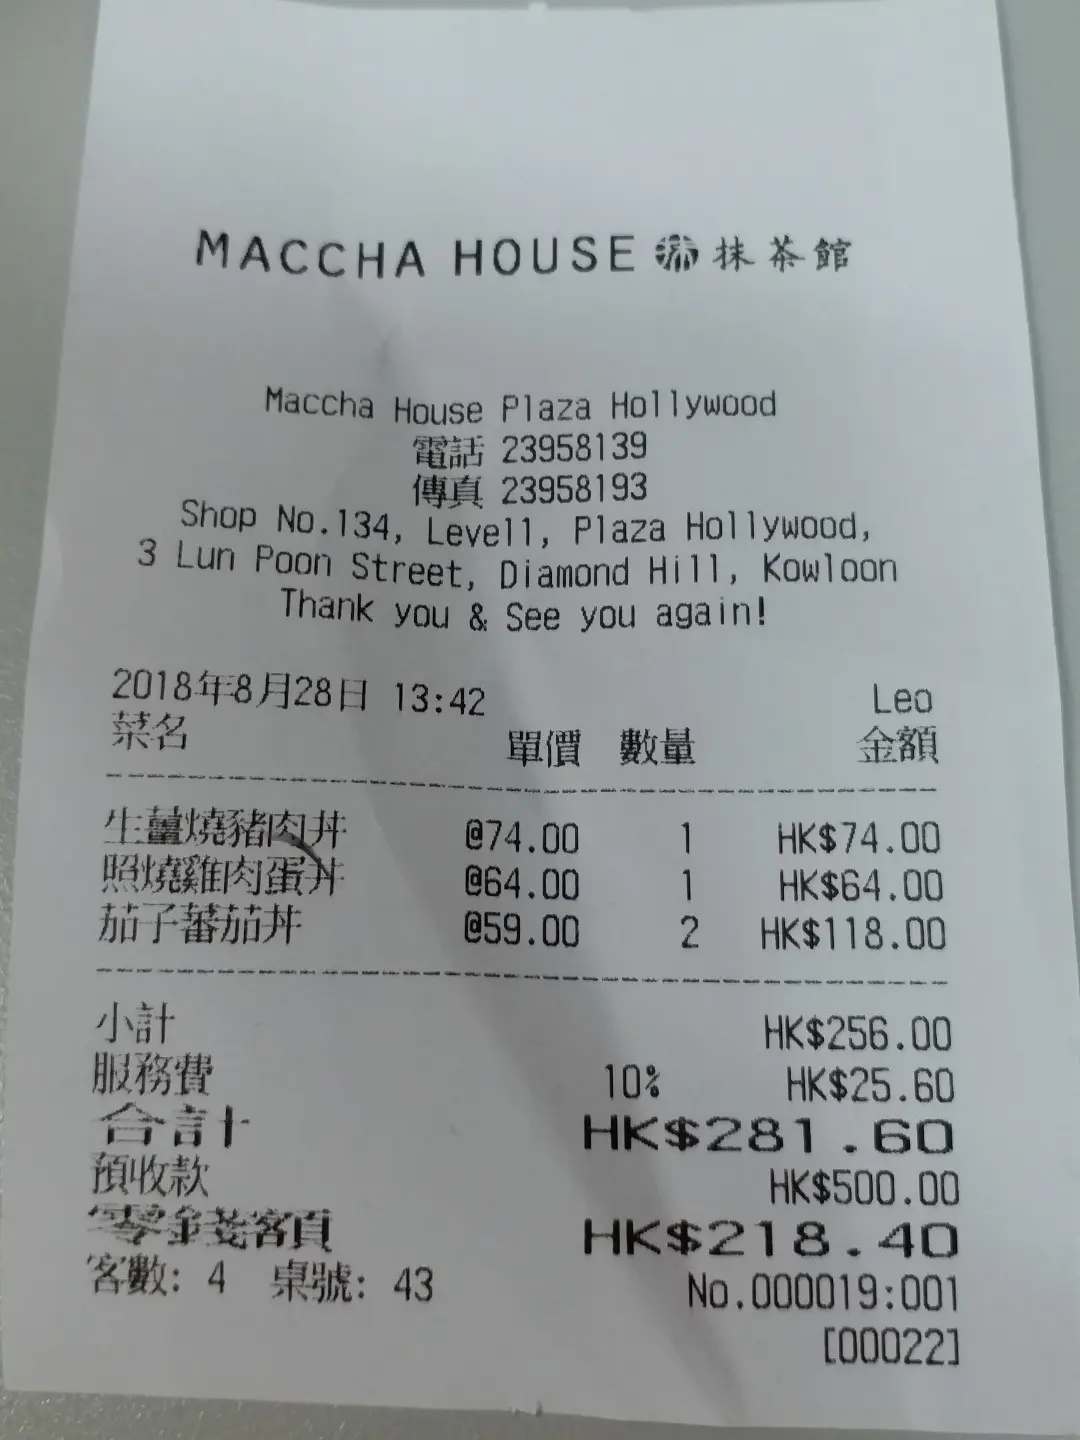 MACCHA HOUSE 抹茶館
Maccha House Plaza Hollywood
電話 23958139
傳真 23958193
Shop No.134, Level1, Plaza Hollywood,
3 Lun Poon Street, Diamond Hill, Kowloon
Thank you & See you again!
2018年8月28日 13:42 Leo
菜名 單價 數量 金額
生薑燒豬肉丼 @74.00 1 HK$74.00
照燒雞肉蛋丼 @64.00 1 HK$64.00
茄子蕃茄丼 @59.00 2 HK$118.00
小計 HK$256.00
服務費 10% HK$25.60
合計 HK$281.60
預收款 HK$500.00
零錢客頁 HK$218.40
客數: 4 桌號: 43 No.000019:001
[00022]